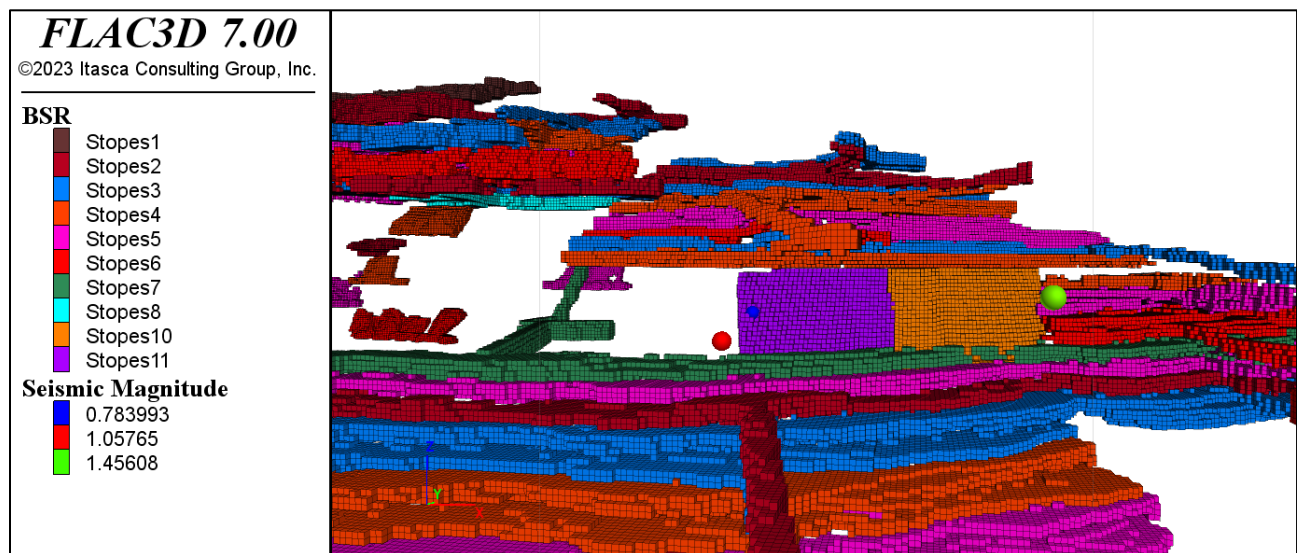 FLAC3D 7.00
©2023 Itasca Consulting Group, Inc.
BSR
Stopes1
Stopes2
Stopes3
Stopes4
Stopes5
Stopes6
Stopes7
Stopes8
Stopes10
Stopes11
Seismic Magnitude
0.783993
1.05765
1.45608
Z
Y
X